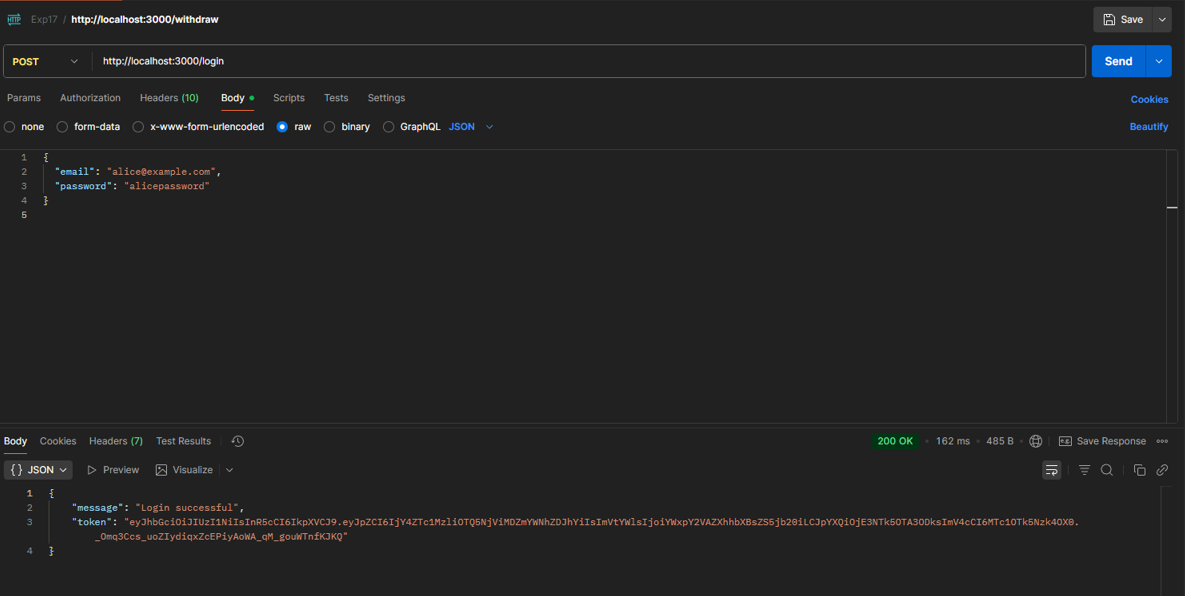 HTTP Exp17 / http://localhost:3000/withdraw Save
POST http://localhost:3000/login Send
Params Authorization Headers (10) Body Scripts Tests Settings Cookies
none form-data x-www-form-urlencoded raw binary GraphQL JSON Beautify
1 {
2 "email": "alice@example.com",
3 "password": "alicepassword"
4 }
5
Body Cookies Headers (7) Test Results 200 OK • 162 ms • 485 B • Save Response
{} JSON Preview Visualize
1 {
2 "message": "Login successful",
3 "token": "eyJhbGciOiJIUzI1NiIsInR5cCI6IkpXVCJ9.eyJpZCI6IjY4ZTc1MzliOTQ5NjViMDZmYWNhZDJhYiIsImVtYWlsIjoiYWxpY2VAZXhhbXBsZS5jb20iLCJpYXQiOjE3NTk5OTA3ODksImV4cCI6MTc1OTk5Nzk4OX0.
_Omq3Ccs_uoZIydiqxZcEPiyAoWA_qM_gouWTnfKJKQ"
4 }